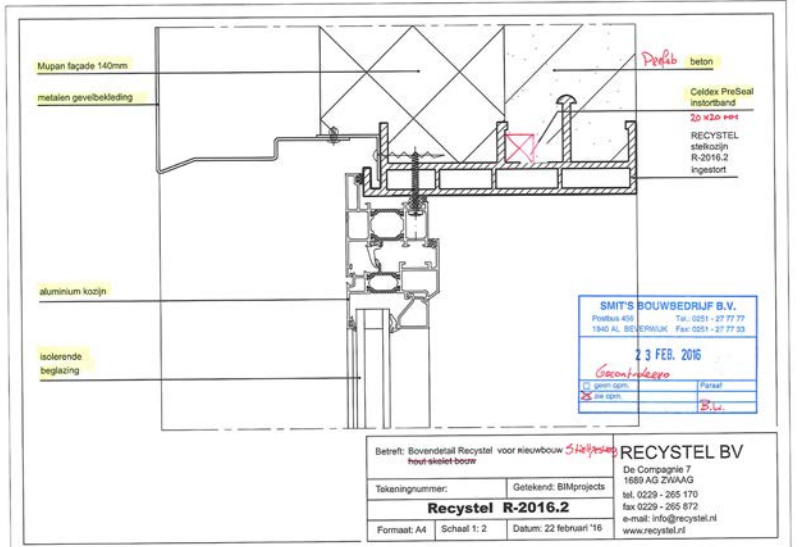 Mupan façade 140mm
metalen gevelbekleding
Prefab beton
Celdex PreSeal
instortband
20x20 mm
RECYSTEL
stelkozijn
R-2016.2
ingestort
aluminium kozijn
isolerende
beglazing
SMIT'S BOUWBEDRIJF B.V.
Postbus 456 Tel.: 0251 - 27 77 77
1940 AL BEVERWIJK Fax: 0251 - 27 77 33
23 FEB. 2016
geen opm. Paraaf
zie opm.
B.W.
Betreft: Bovendetail Recystel voor nieuwbouw
hout skelet bouw
Tekeningnummer: Getekend: BIMprojects
Recystel R-2016.2
Formaat: A4 Schaal 1: 2 Datum: 22 februari '16
RECYSTEL BV
De Compagnie 7
1689 AG ZWAAG
tel. 0229 - 265 170
fax 0229 - 265 872
e-mail: info@recystel.nl
www.recystel.nl